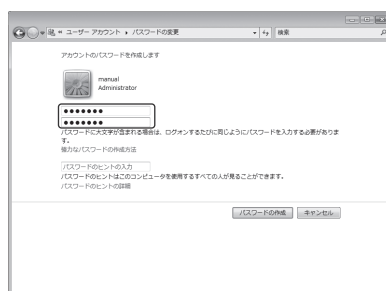 « ユーザー アカウント ▸ パスワードの変更
検索
アカウントのパスワードを作成します
manual
Administrator
●●●●●●●
●●●●●●●
パスワードに大文字が含まれる場合は、ログオンするたびに同じようにパスワードを入力する必要がありま
す。
強力なパスワードの作成方法
パスワードのヒントの入力
パスワードのヒントはこのコンピュータを使用するすべての人が見ることができます。
パスワードのヒントの詳細
パスワードの作成
キャンセル